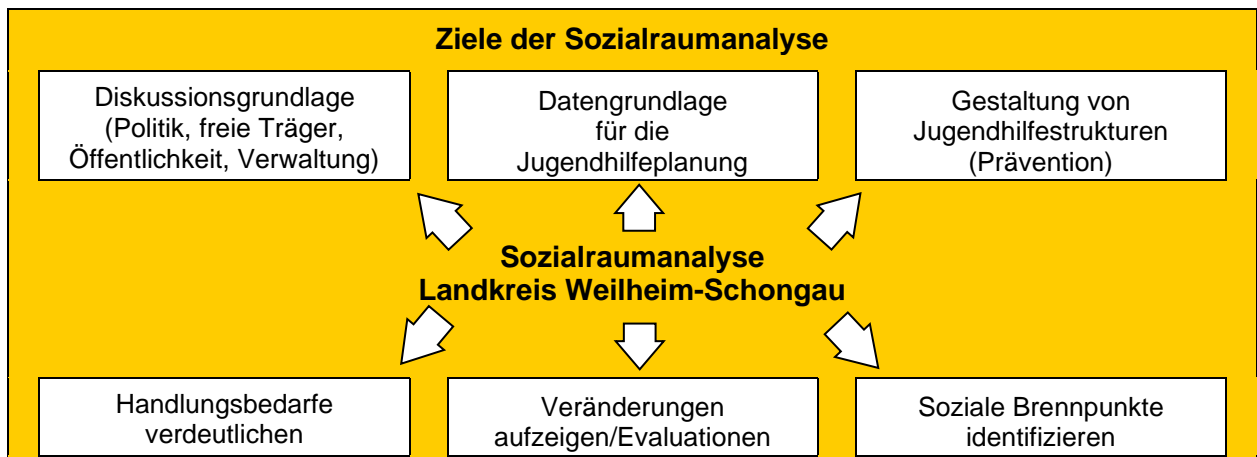 Ziele der Sozialraumanalyse
Diskussionsgrundlage
(Politik, freie Träger,
Öffentlichkeit, Verwaltung)
Datengrundlage
für die
Jugendhilfeplanung
Gestaltung von
Jugendhilfestrukturen
(Prävention)
Sozialraumanalyse
Landkreis Weilheim-Schongau
Handlungsbedarfe
verdeutlichen
Veränderungen
aufzeigen/Evaluationen
Soziale Brennpunkte
identifizieren